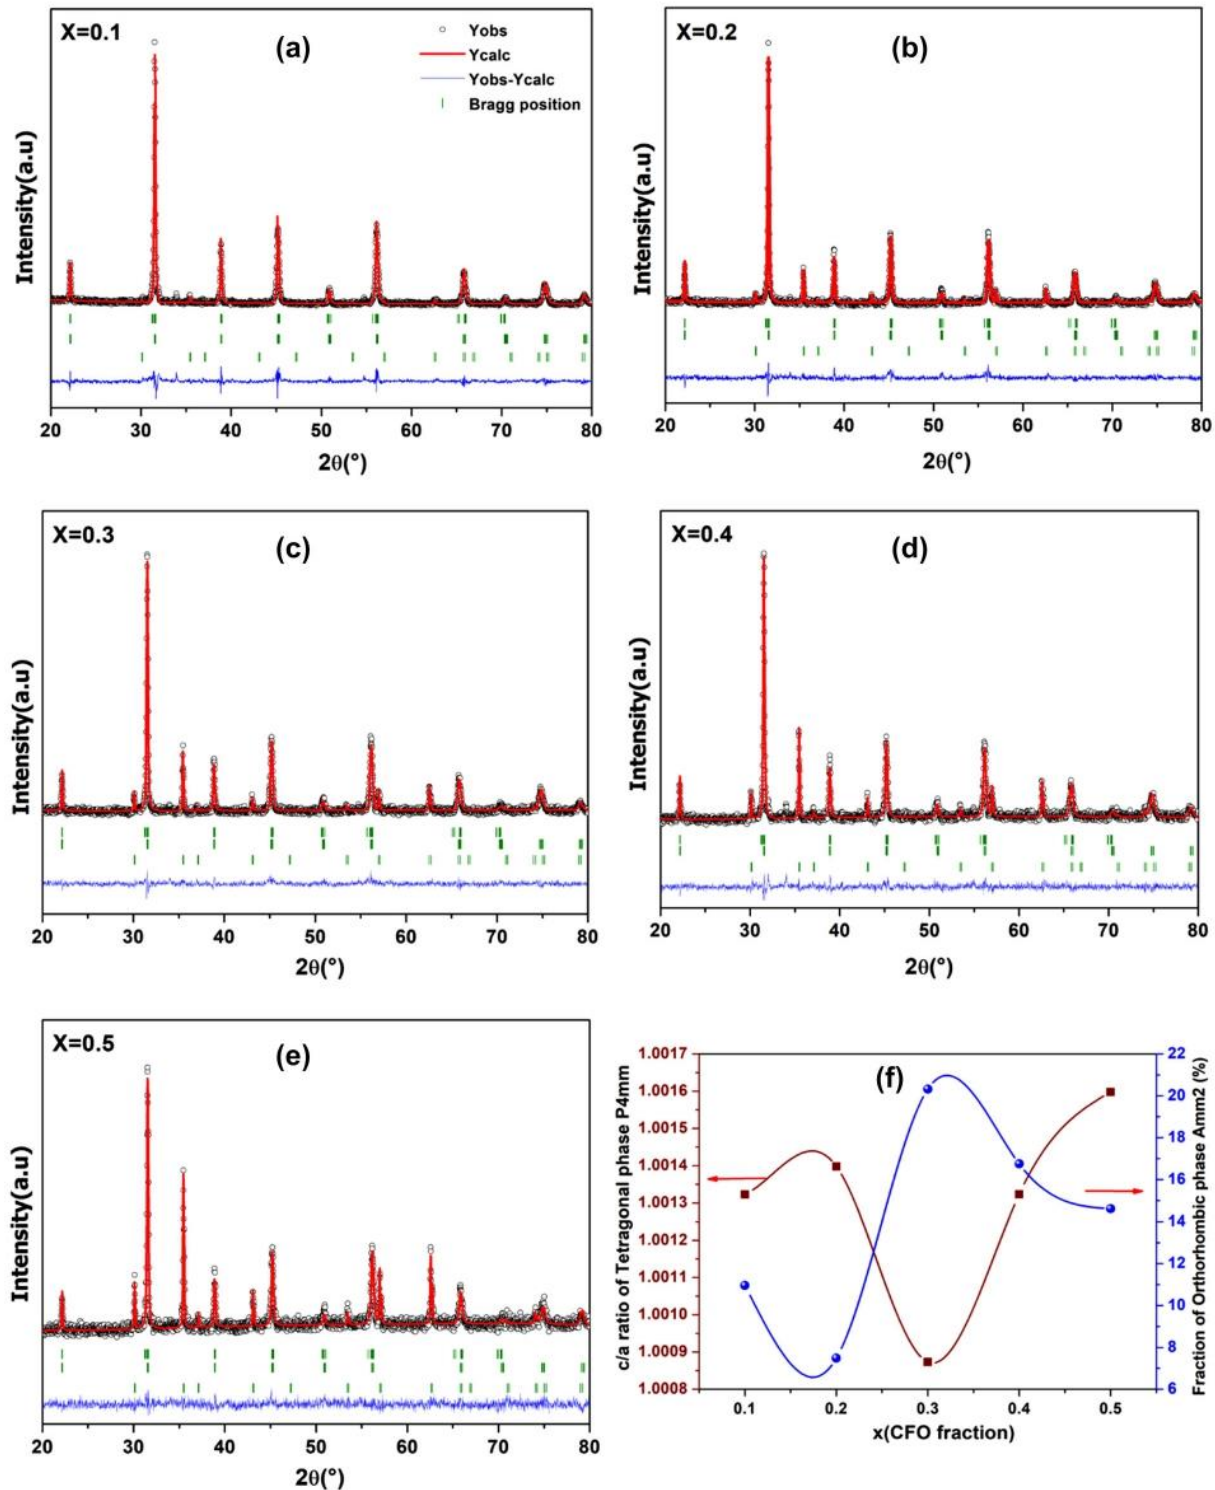 X=0.1
(a)
Yobs
Ycalc
Yobs-Ycalc
Bragg position
Intensity(a.u)
20 30 40 50 60 70 80
2θ(°)
X=0.2
(b)
Intensity(a.u)
20 30 40 50 60 70 80
2θ(°)
X=0.3
(c)
Intensity(a.u)
20 30 40 50 60 70 80
2θ(°)
X=0.4
(d)
Intensity(a.u)
20 30 40 50 60 70 80
2θ(°)
X=0.5
(e)
Intensity(a.u)
20 30 40 50 60 70 80
2θ(°)
(f)
c/a ratio of Tetragonal phase P4mm
1.0017
1.0016
1.0015
1.0014
1.0013
1.0012
1.0011
1.0010
1.0009
1.0008
22
20
18
16
14
12
10
8
6
Fraction of Orthorhombic phase Amm2 (%)
0.1 0.2 0.3 0.4 0.5
x(CFO fraction)